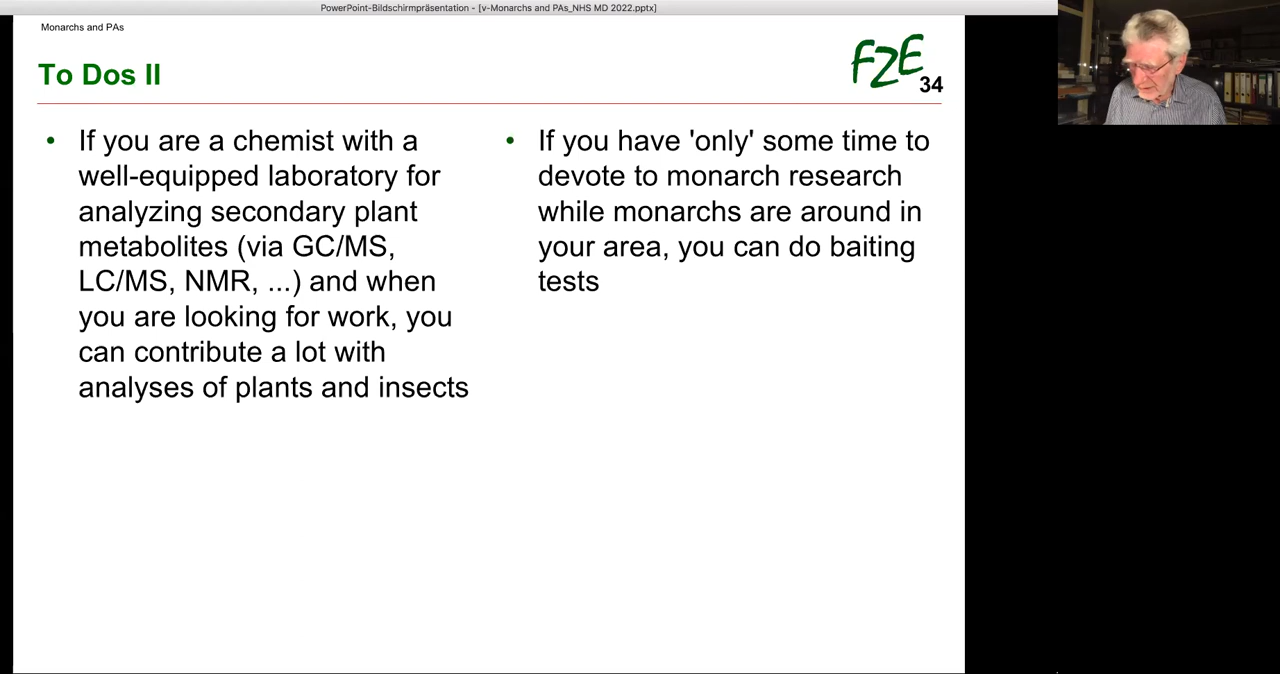 PowerPoint-Bildschirmpräsentation - [v-Monarchs and PAs_NHS MD 2022.pptx]
Monarchs and PAs
To Dos II
FZE
34
• If you are a chemist with a
well-equipped laboratory for
analyzing secondary plant
metabolites (via GC/MS,
LC/MS, NMR, ...) and when
you are looking for work, you
can contribute a lot with
analyses of plants and insects
• If you have 'only' some time to
devote to monarch research
while monarchs are around in
your area, you can do baiting
tests